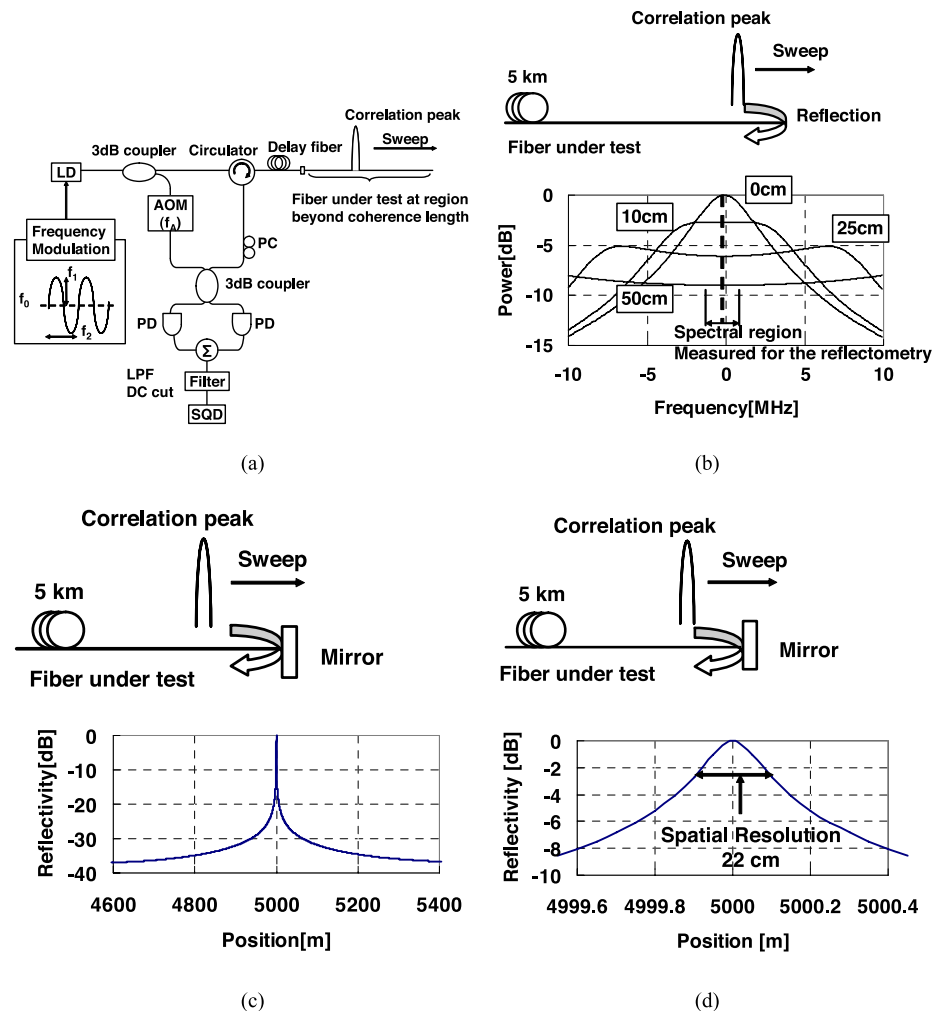 Correlation peak
Sweep
3dB coupler
Circulator
Delay fiber
LD
AOM
(fA)
Fiber under test at region
beyond coherence length
Frequency
Modulation
f1
f0
f2
PC
3dB coupler
PD
PD
Σ
LPF
DC cut
Filter
SQD
(a)
Correlation peak
Sweep
5 km
Reflection
Fiber under test
0cm
10cm
25cm
50cm
Spectral region
Measured for the reflectometry
Power[dB]
0
-5
-10
-15
-10
-5
0
5
10
Frequency[MHz]
(b)
Correlation peak
Sweep
5 km
Mirror
Fiber under test
Reflectivity[dB]
0
-10
-20
-30
-40
4600
4800
5000
5200
5400
Position[m]
(c)
Correlation peak
Sweep
5 km
Mirror
Fiber under test
Reflectivity[dB]
0
-2
-4
-6
-8
-10
Spatial Resolution
22 cm
4999.6
4999.8
5000
5000.2
5000.4
Position [m]
(d)